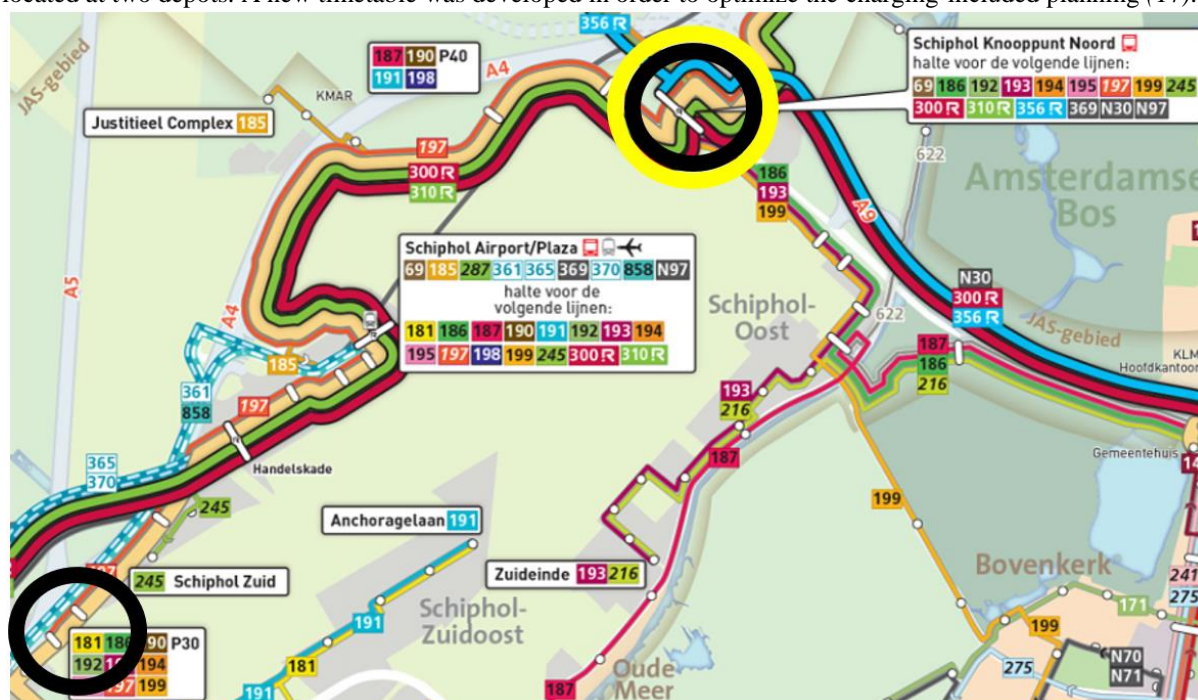 located at two depots. A new timetable was developed in order to optimize the charging-included planning (17).
356 R
JAS-gebied
187 190 P40
191 198
A4
KMAR
Justitieel Complex 185
197
300 R
310 R
Schiphol Knooppunt Noord
halte voor de volgende lijnen:
69 186 192 193 194 195 197 199 245
300 R 310 R 356 R 369 N30 N97
622
Amsterdamse
Bos
186
193
199
A9
A5
A4
Schiphol Airport/Plaza
69 185 287 361 365 369 370 858 N97
halte voor de
volgende lijnen:
181 186 187 190 191 192 193 194
195 197 198 199 245 300 R 310 R
Schiphol-
Oost
622
N30
300 R
356 R
JAS-gebied
185
361
858
197
187
186
216
KLM
Hoofdkantoor
193
216
365
370
Handelskade
187
Gemeentehuis
245
199
Anchoragelaan 191
245 Schiphol Zuid
Zuideinde 193 216
Bovenkerk
241
275
171
Schiphol-
Zuidoost
191
181
191
181 186 190 P30
192 194
197 199
199
275
N70
N71
Oude
Meer
187